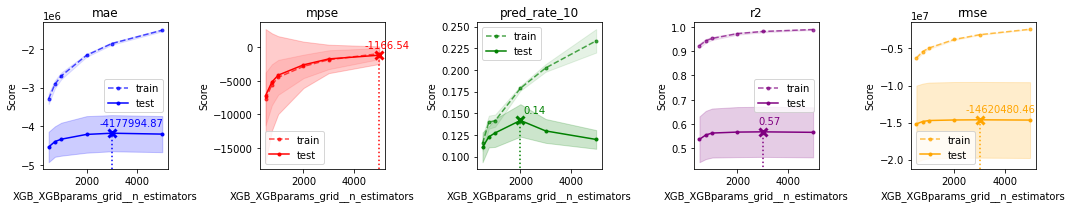 mae
1e6
−2
−3
−4
−5
Score
train
test
-4177994.87
2000
4000
XGB_XGBparams_grid__n_estimators
mpse
0
−5000
−10000
−15000
Score
-1166.54
train
test
2000
4000
XGB_XGBparams_grid__n_estimators
pred_rate_10
0.250
0.225
0.200
0.175
0.150
0.125
0.100
Score
train
test
0.14
2000
4000
XGB_XGBparams_grid__n_estimators
r2
1.0
0.9
0.8
0.7
0.6
0.5
Score
train
test
0.57
2000
4000
XGB_XGBparams_grid__n_estimators
rmse
1e7
−0.5
−1.0
−1.5
−2.0
Score
-14620480.46
train
test
2000
4000
XGB_XGBparams_grid__n_estimators